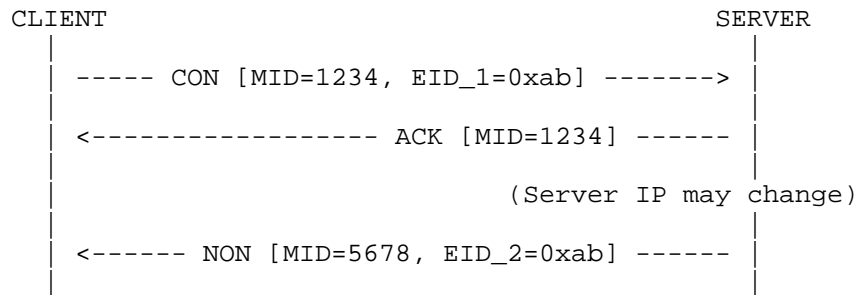 CLIENT SERVER
----- CON [MID=1234, EID_1=0xab] ------->
<------------------ ACK [MID=1234] ------
(Server IP may change)
<------ NON [MID=5678, EID_2=0xab] ------